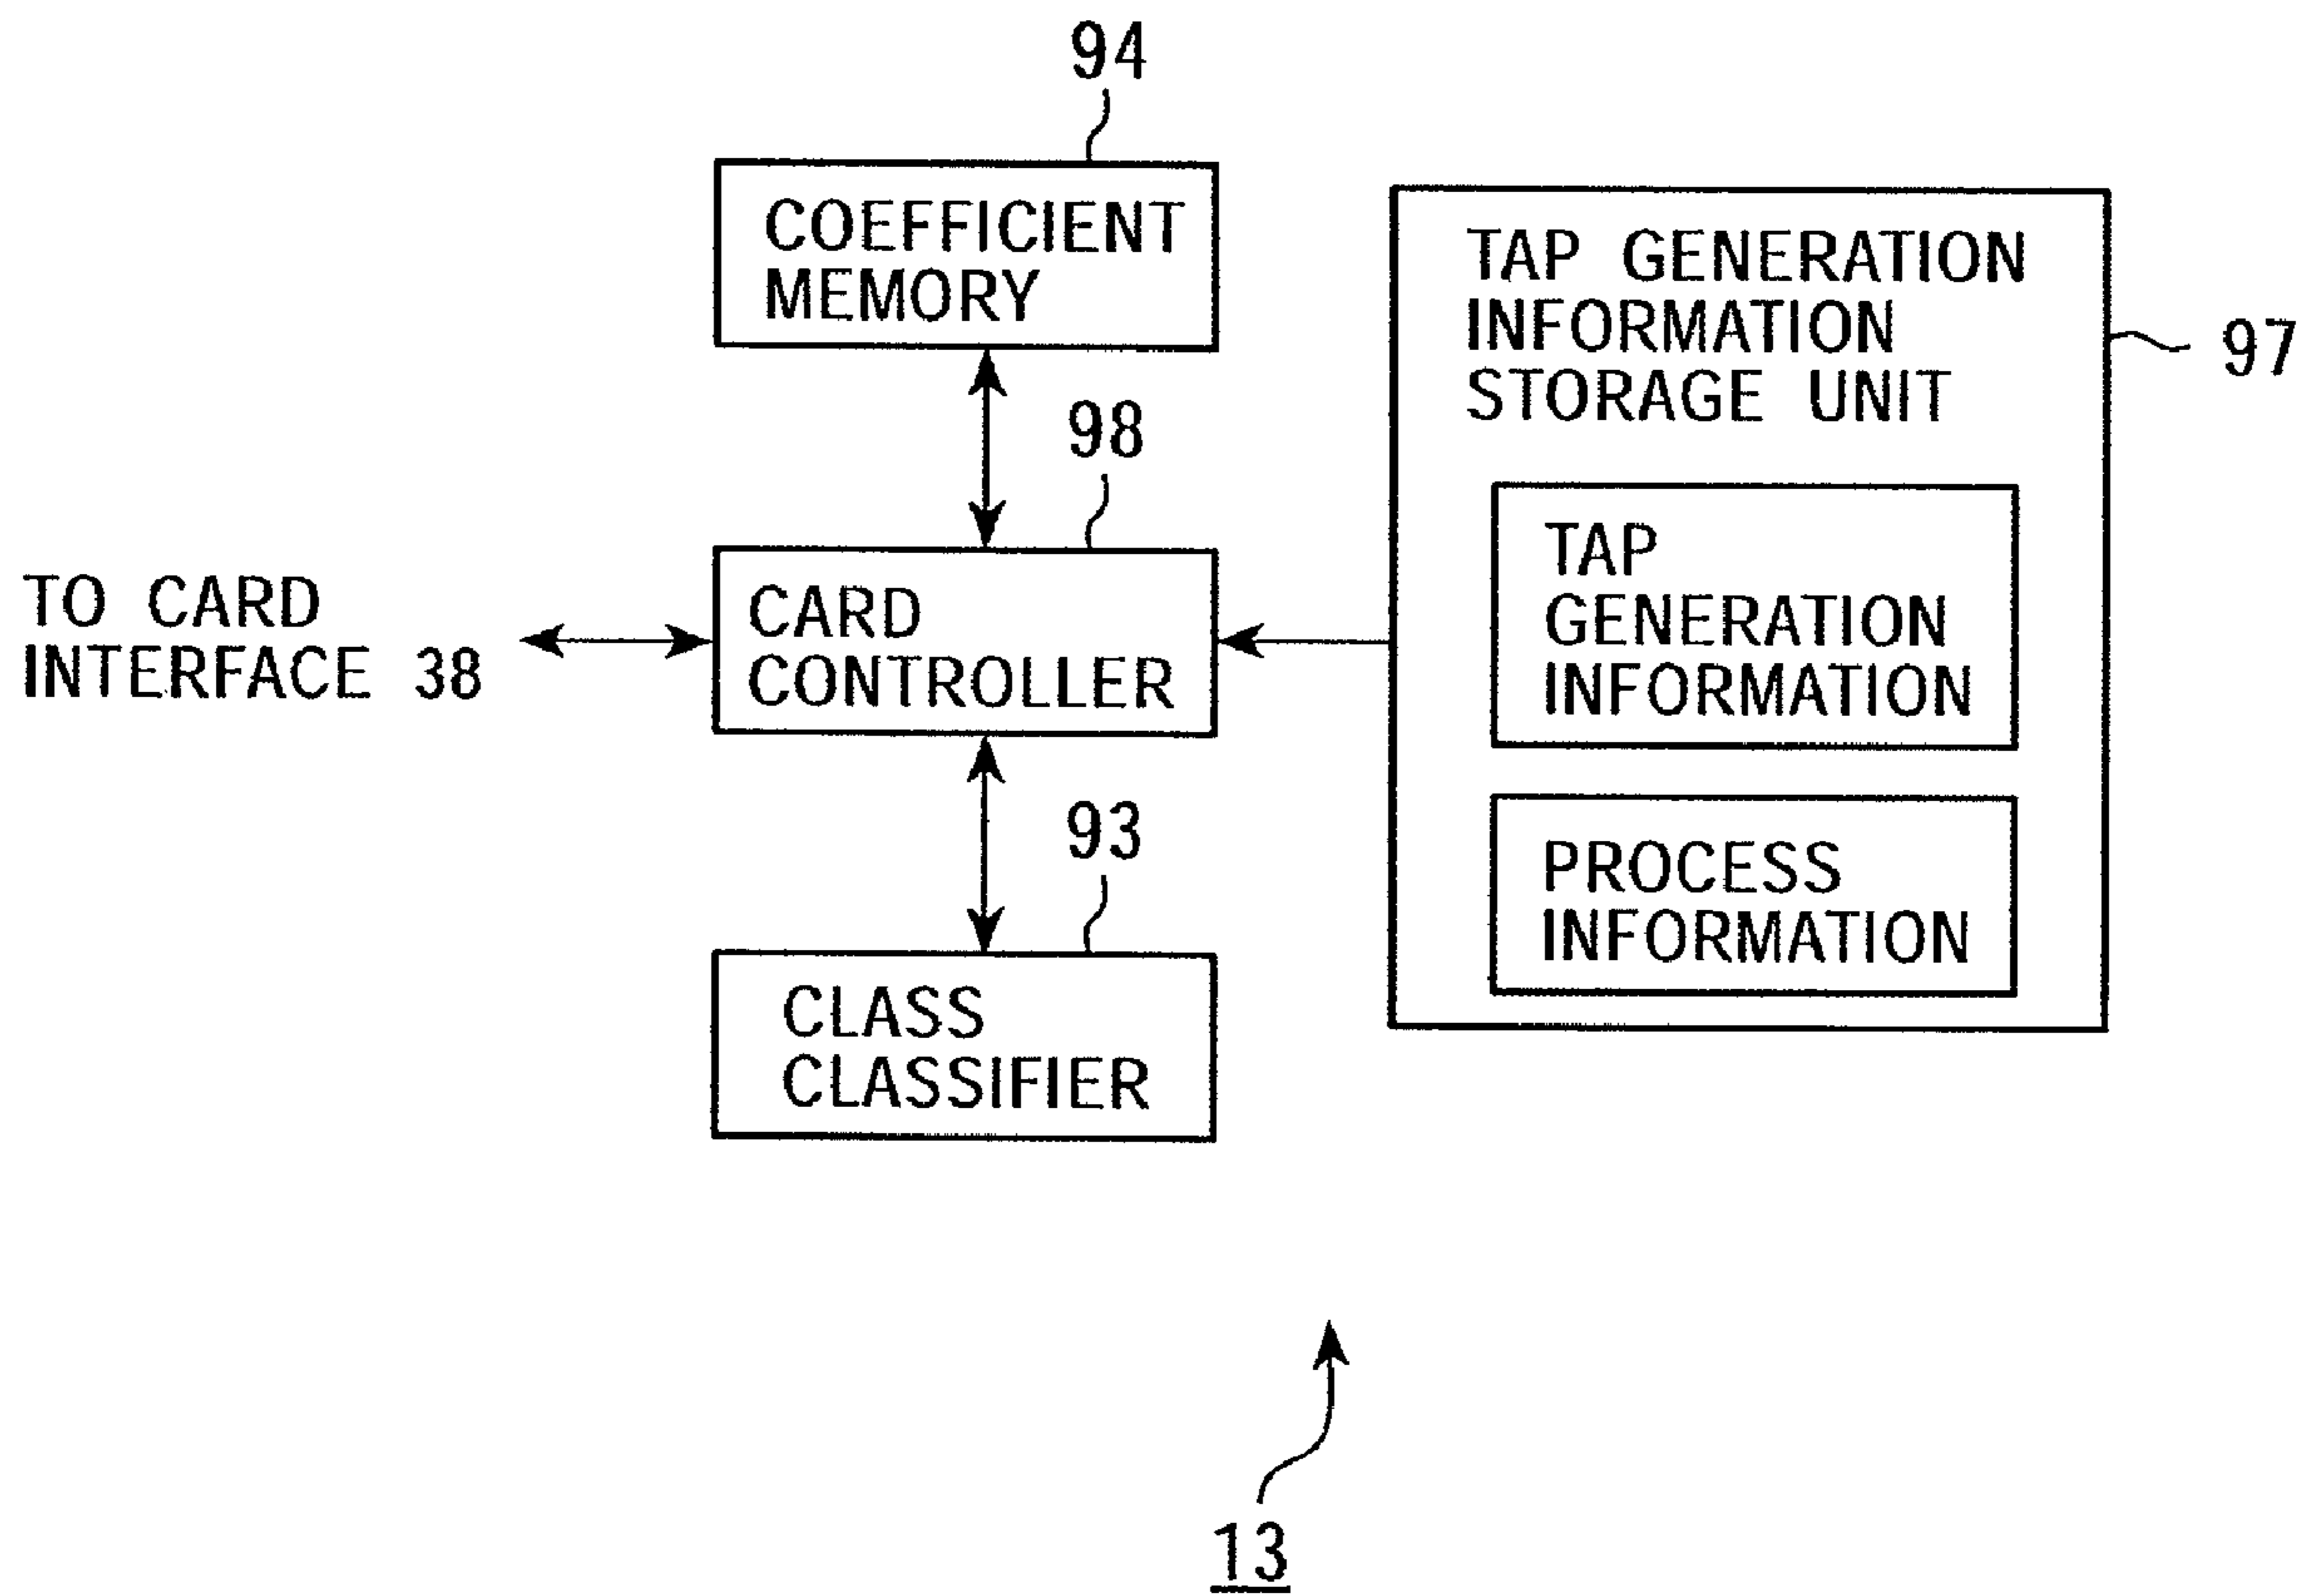 94
COEFFICIENT
MEMORY
98
TO CARD
INTERFACE 38
CARD
CONTROLLER
93
CLASS
CLASSIFIER
TAP GENERATION
INFORMATION
STORAGE UNIT
97
TAP
GENERATION
INFORMATION
PROCESS
INFORMATION
13